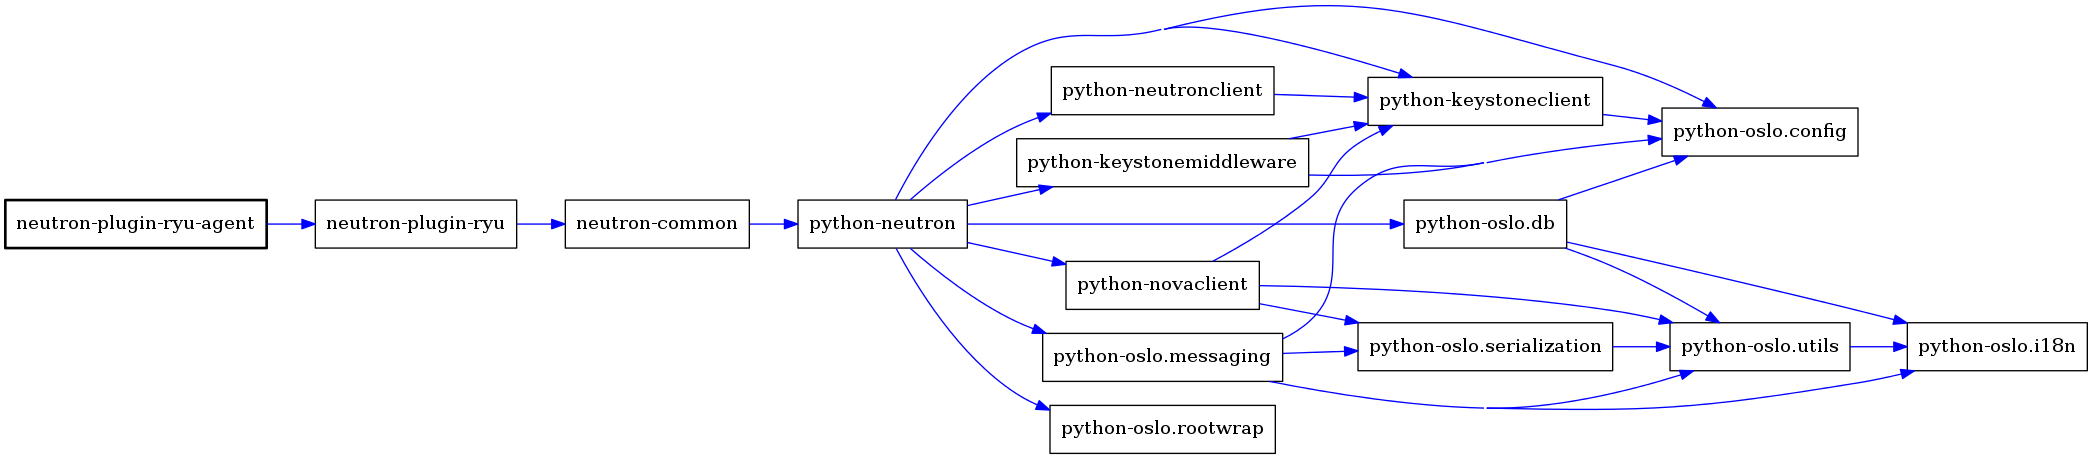 neutron-plugin-ryu-agent
neutron-plugin-ryu
neutron-common
python-neutron
python-neutronclient
python-keystonemiddleware
python-novaclient
python-oslo.messaging
python-oslo.rootwrap
python-keystoneclient
python-oslo.db
python-oslo.serialization
python-oslo.config
python-oslo.utils
python-oslo.i18n